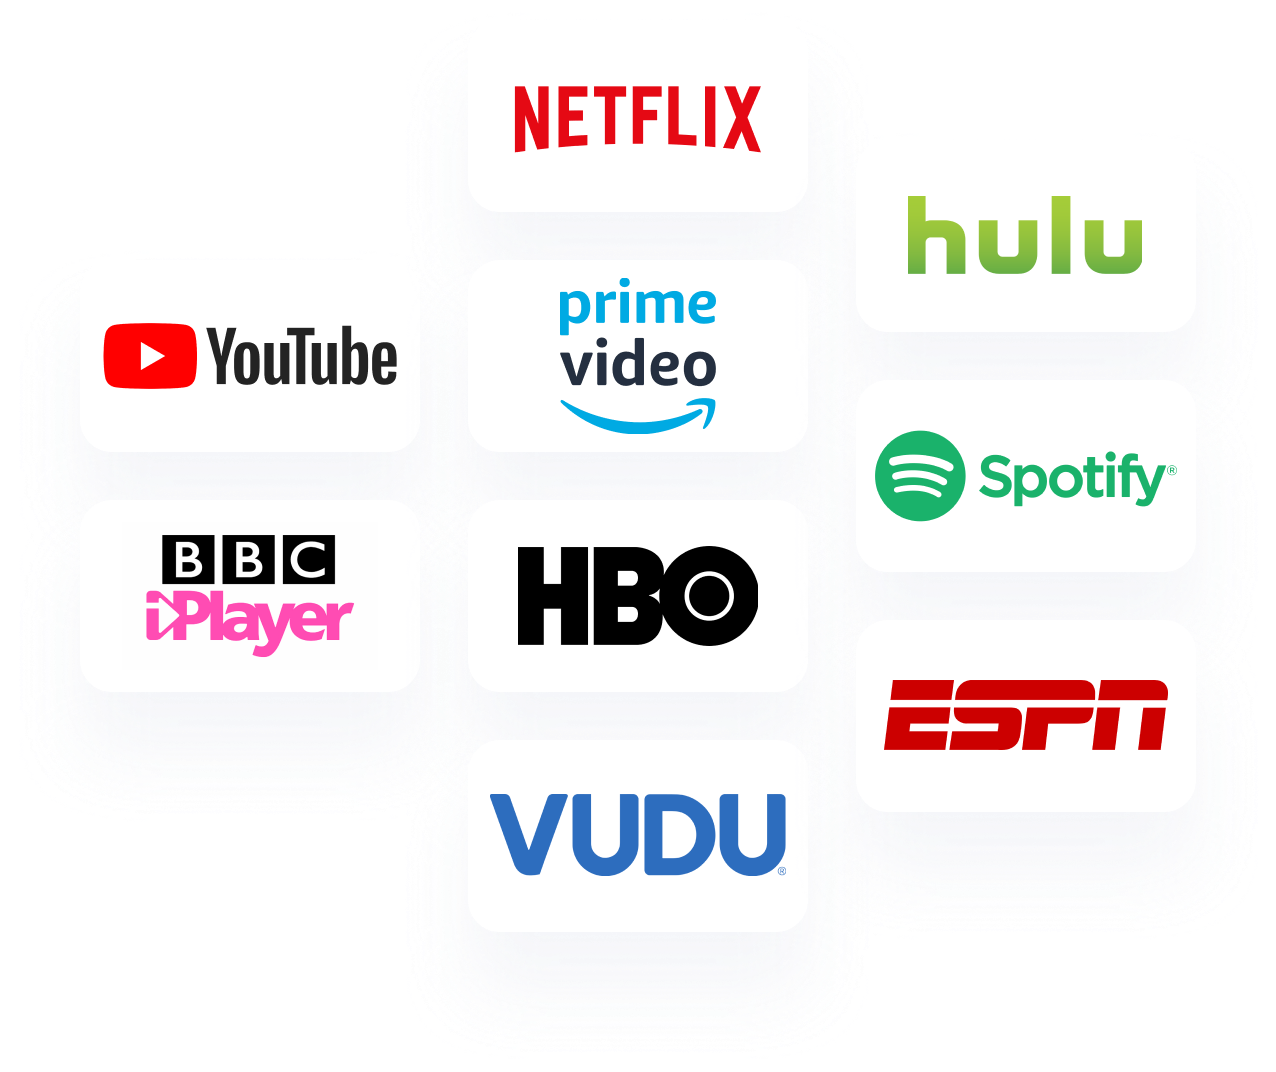 YouTube
BBC
iPlayer
NETFLIX
prime
video
HBO
VUDU®
hulu
Spotify®
ESPN